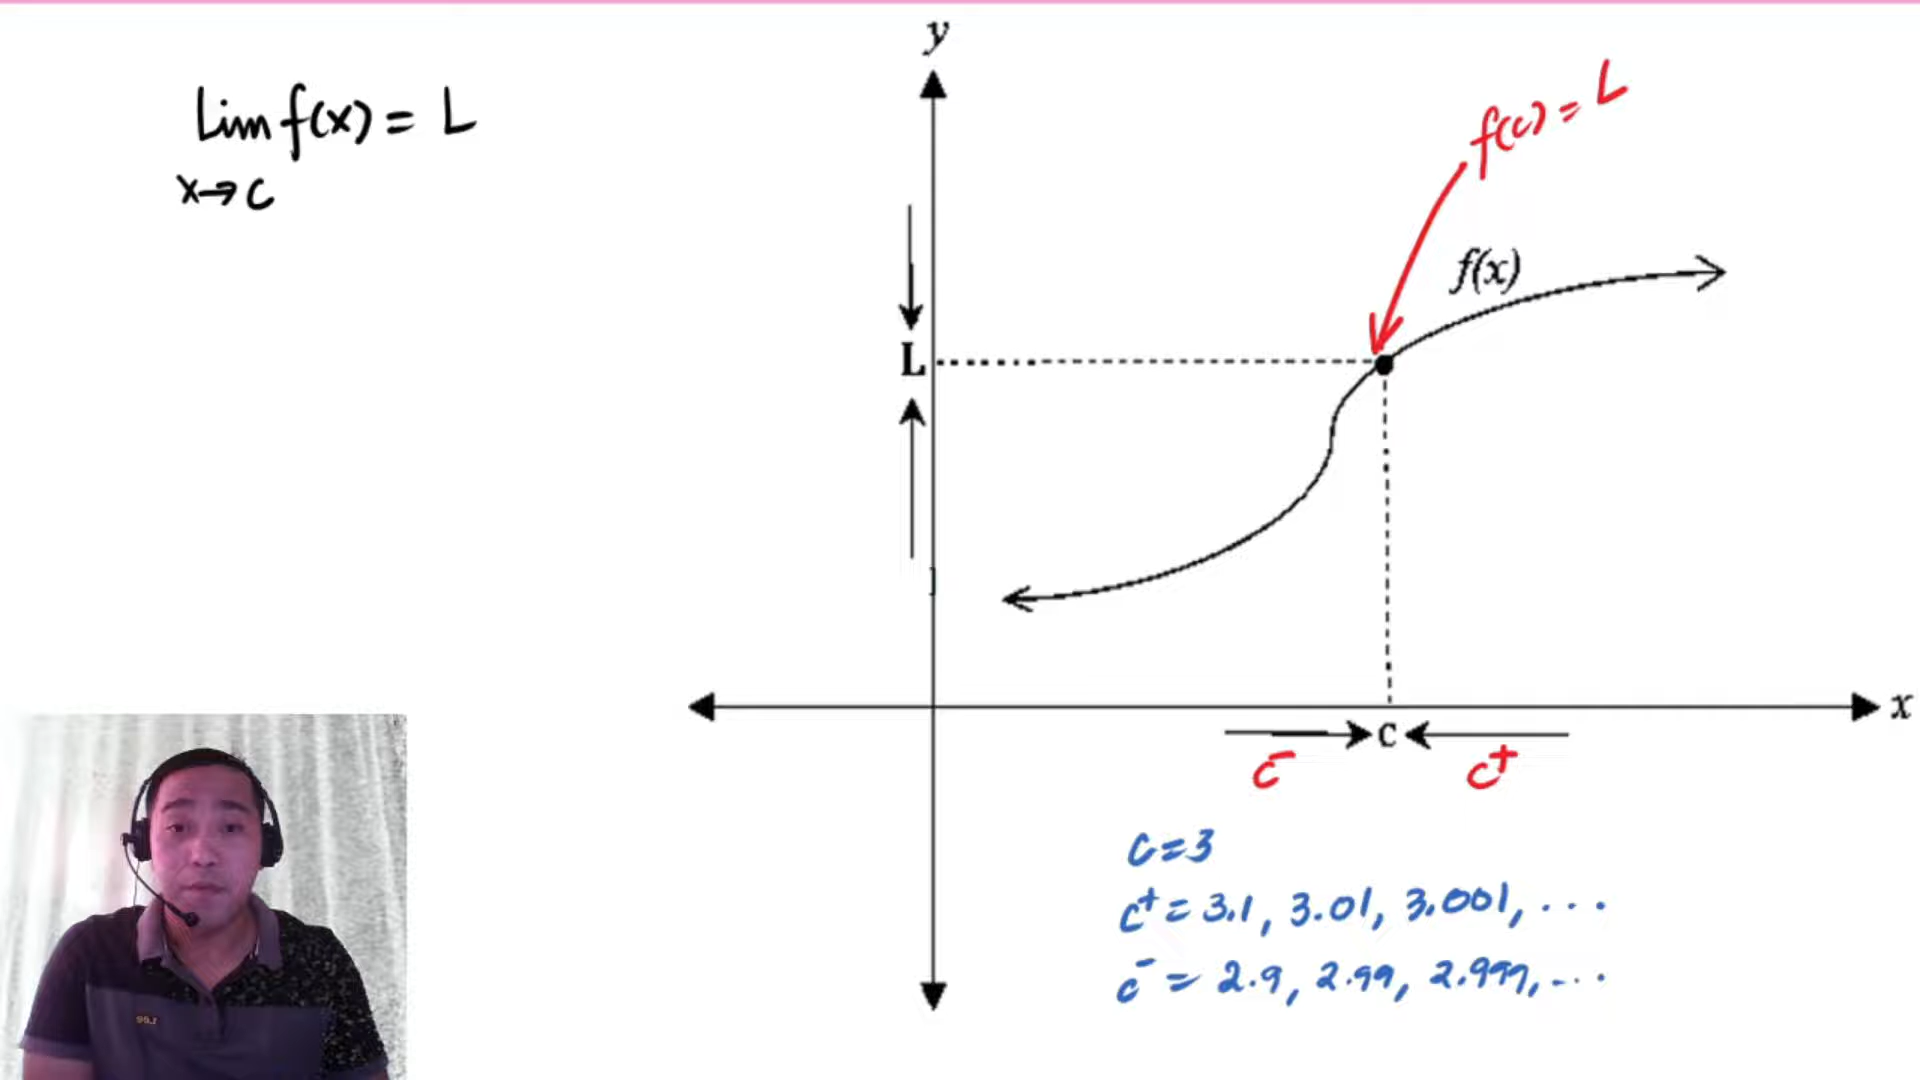 Lim f(x) = L
x→c
y
f(c) = L
f(x)
L
x
c
c⁻
c⁺
c=3
c⁺ = 3.1, 3.01, 3.001, ...
c⁻ = 2.9, 2.99, 2.999, ...